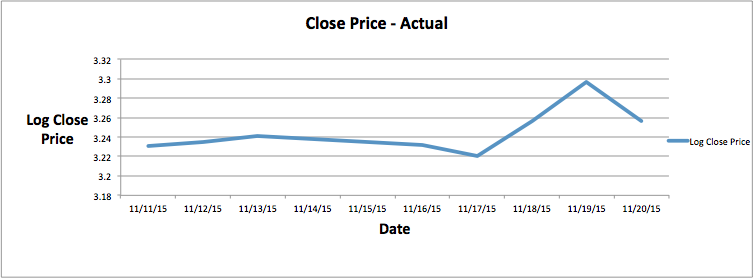 Close Price - Actual
3.32
3.3
3.28
3.26
3.24
3.22
3.2
3.18
Log Close
Price
11/11/15 11/12/15 11/13/15 11/14/15 11/15/15 11/16/15 11/17/15 11/18/15 11/19/15 11/20/15
Date
Log Close Price